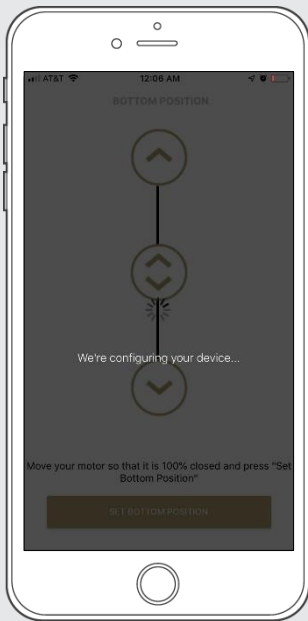 AT&T 12:06 AM
BOTTOM POSITION
We're configuring your device...
Move your motor so that it is 100% closed and press "Set
Bottom Position"
SET BOTTOM POSITION